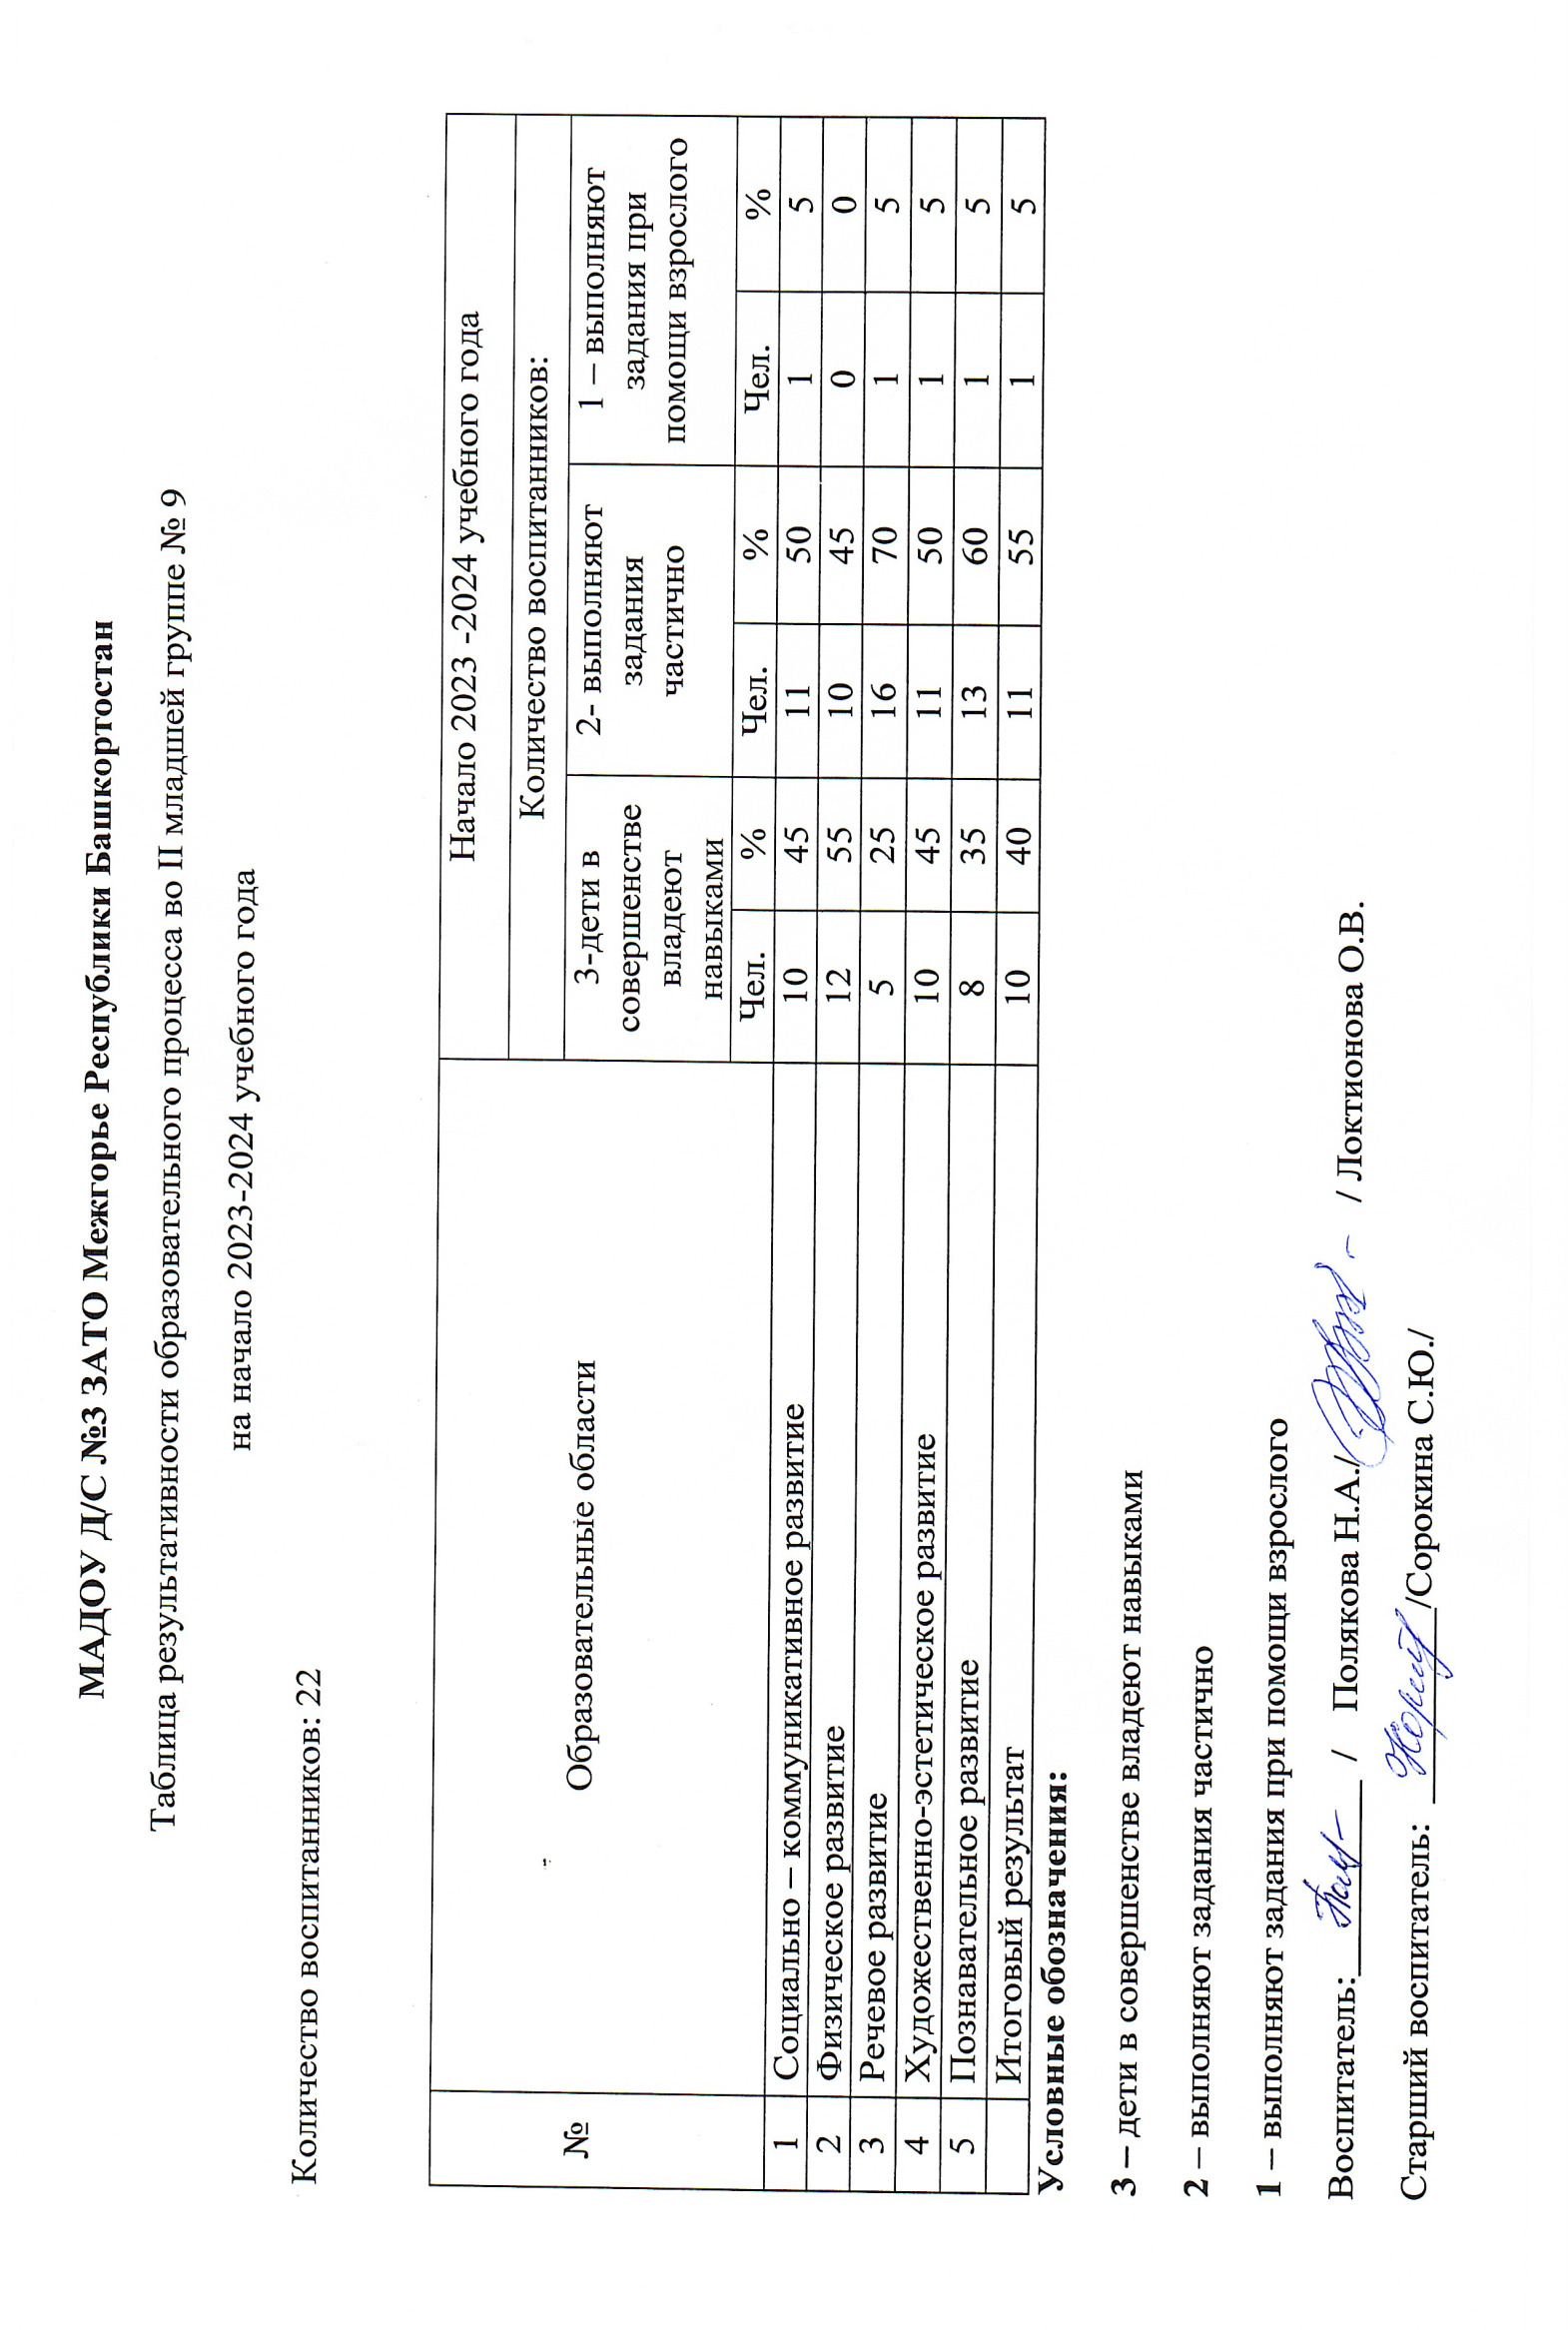 МАДОУ Д/С №3 ЗАТО Межгорье Республики Башкортостан
Таблица результативности образовательного процесса во II младшей группе № 9
на начало 2023-2024 учебного года
Количество воспитанников: 22
№ Образовательные области Начало 2023 -2024 учебного года
Количество воспитанников:
3-дети в совершенстве владеют навыками 2- выполняют задания частично 1 – выполняют задания при помощи взрослого
Чел. % Чел. % Чел. %
1 Социально – коммуникативное развитие 10 45 11 50 1 5
2 Физическое развитие 12 55 10 45 0 0
3 Речевое развитие 5 25 16 70 1 5
4 Художественно-эстетическое развитие 10 45 11 50 1 5
5 Познавательное развитие 8 35 13 60 1 5
Итоговый результат 10 40 11 55 1 5
Условные обозначения:
3 – дети в совершенстве владеют навыками
2 – выполняют задания частично
1 – выполняют задания при помощи взрослого
Воспитатель: / Полякова Н.А./ / Локтионова О.В.
Старший воспитатель: /Сорокина С.Ю./